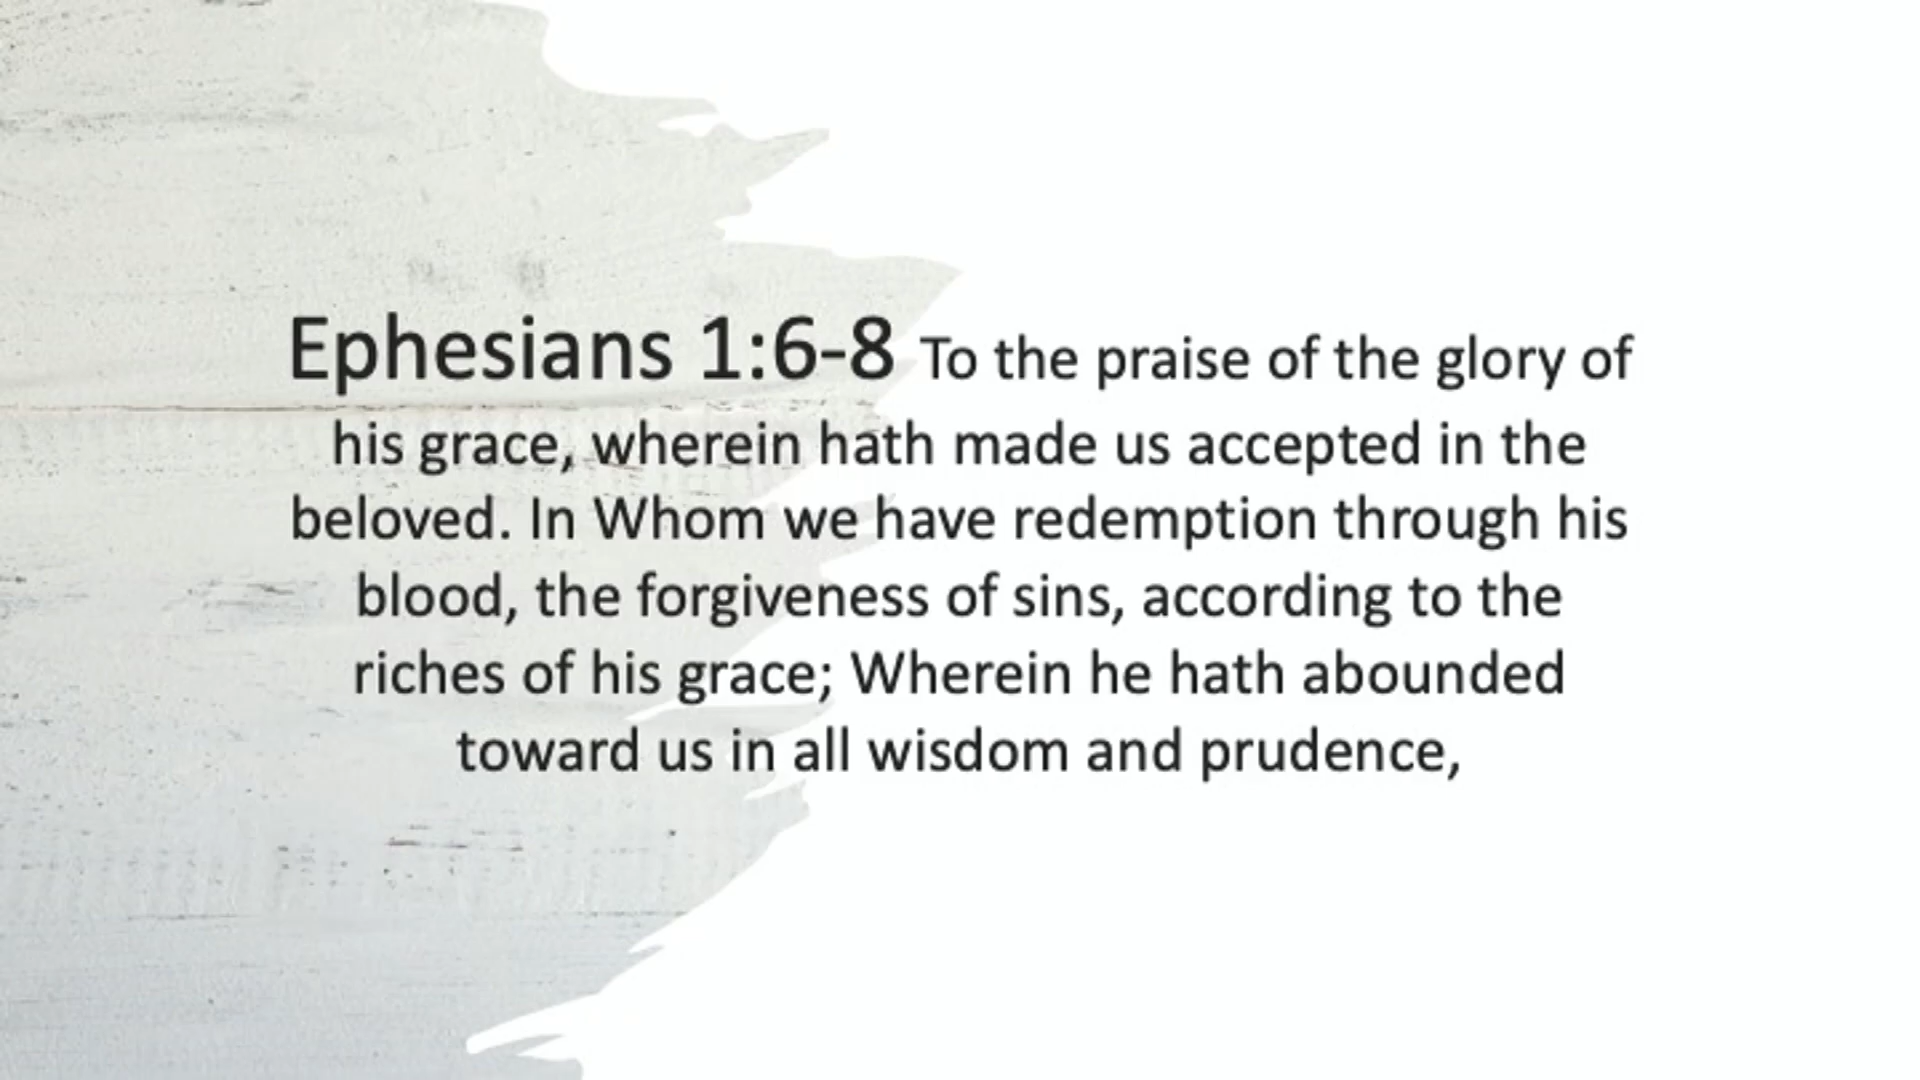 Ephesians 1:6-8 To the praise of the glory of
his grace, wherein hath made us accepted in the
beloved. In Whom we have redemption through his
blood, the forgiveness of sins, according to the
riches of his grace; Wherein he hath abounded
toward us in all wisdom and prudence,